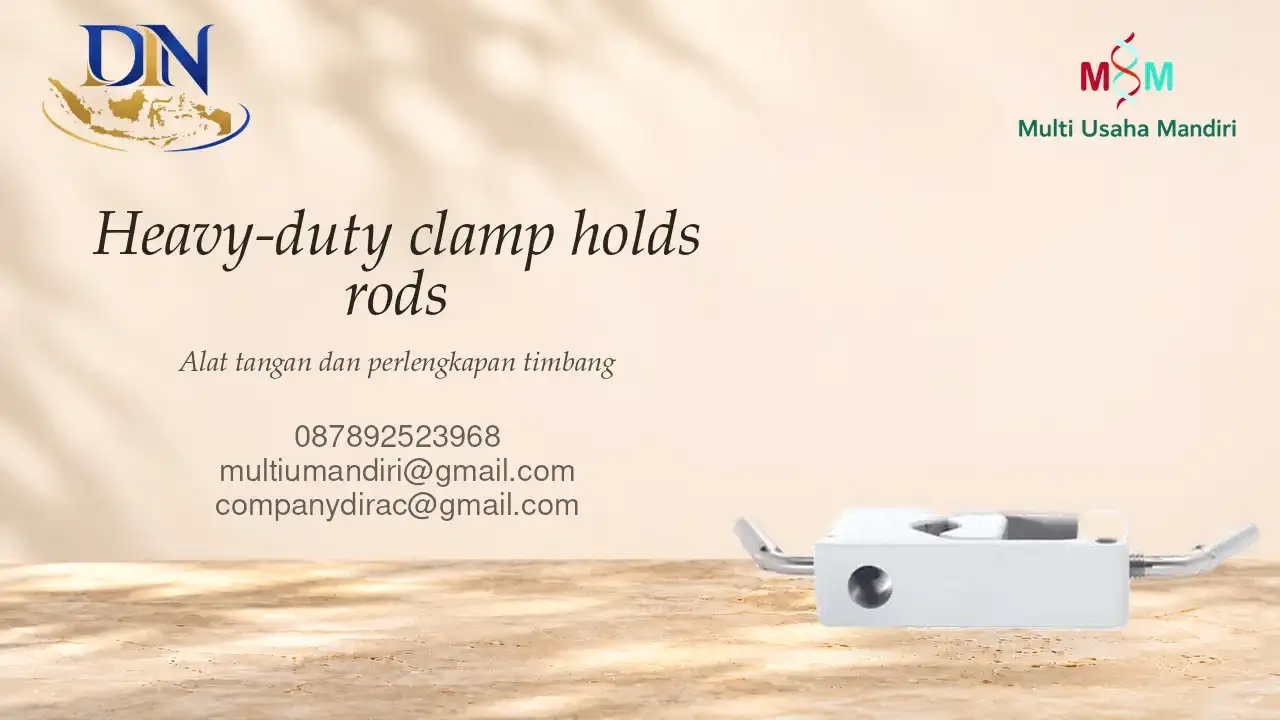 DN
MSM
Multi Usaha Mandiri
Heavy-duty clamp holds
rods
Alat tangan dan perlengkapan timbang
087892523968
multiumandiri@gmail.com
companydirac@gmail.com